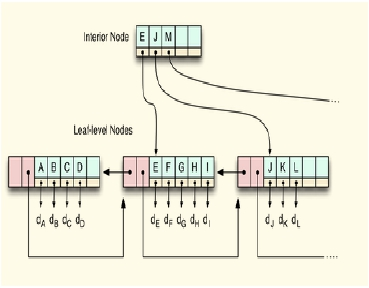 Interior Node
E J M
Leaf-level Nodes
A B C D
E F G H I
J K L
dA dB dC dD
dE dF dG dH dI
dJ dK dL